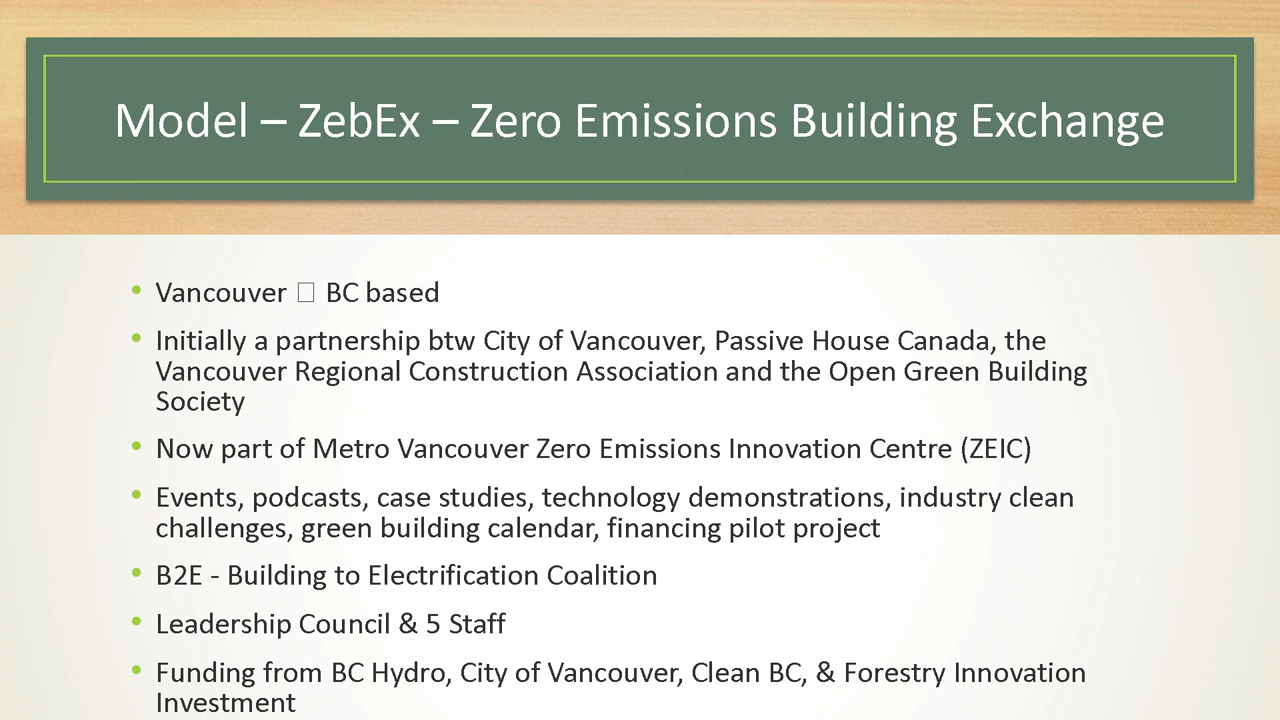 Model – ZebEx – Zero Emissions Building Exchange
• Vancouver □ BC based
• Initially a partnership btw City of Vancouver, Passive House Canada, the
Vancouver Regional Construction Association and the Open Green Building
Society
• Now part of Metro Vancouver Zero Emissions Innovation Centre (ZEIC)
• Events, podcasts, case studies, technology demonstrations, industry clean
challenges, green building calendar, financing pilot project
• B2E - Building to Electrification Coalition
• Leadership Council & 5 Staff
• Funding from BC Hydro, City of Vancouver, Clean BC, & Forestry Innovation
Investment